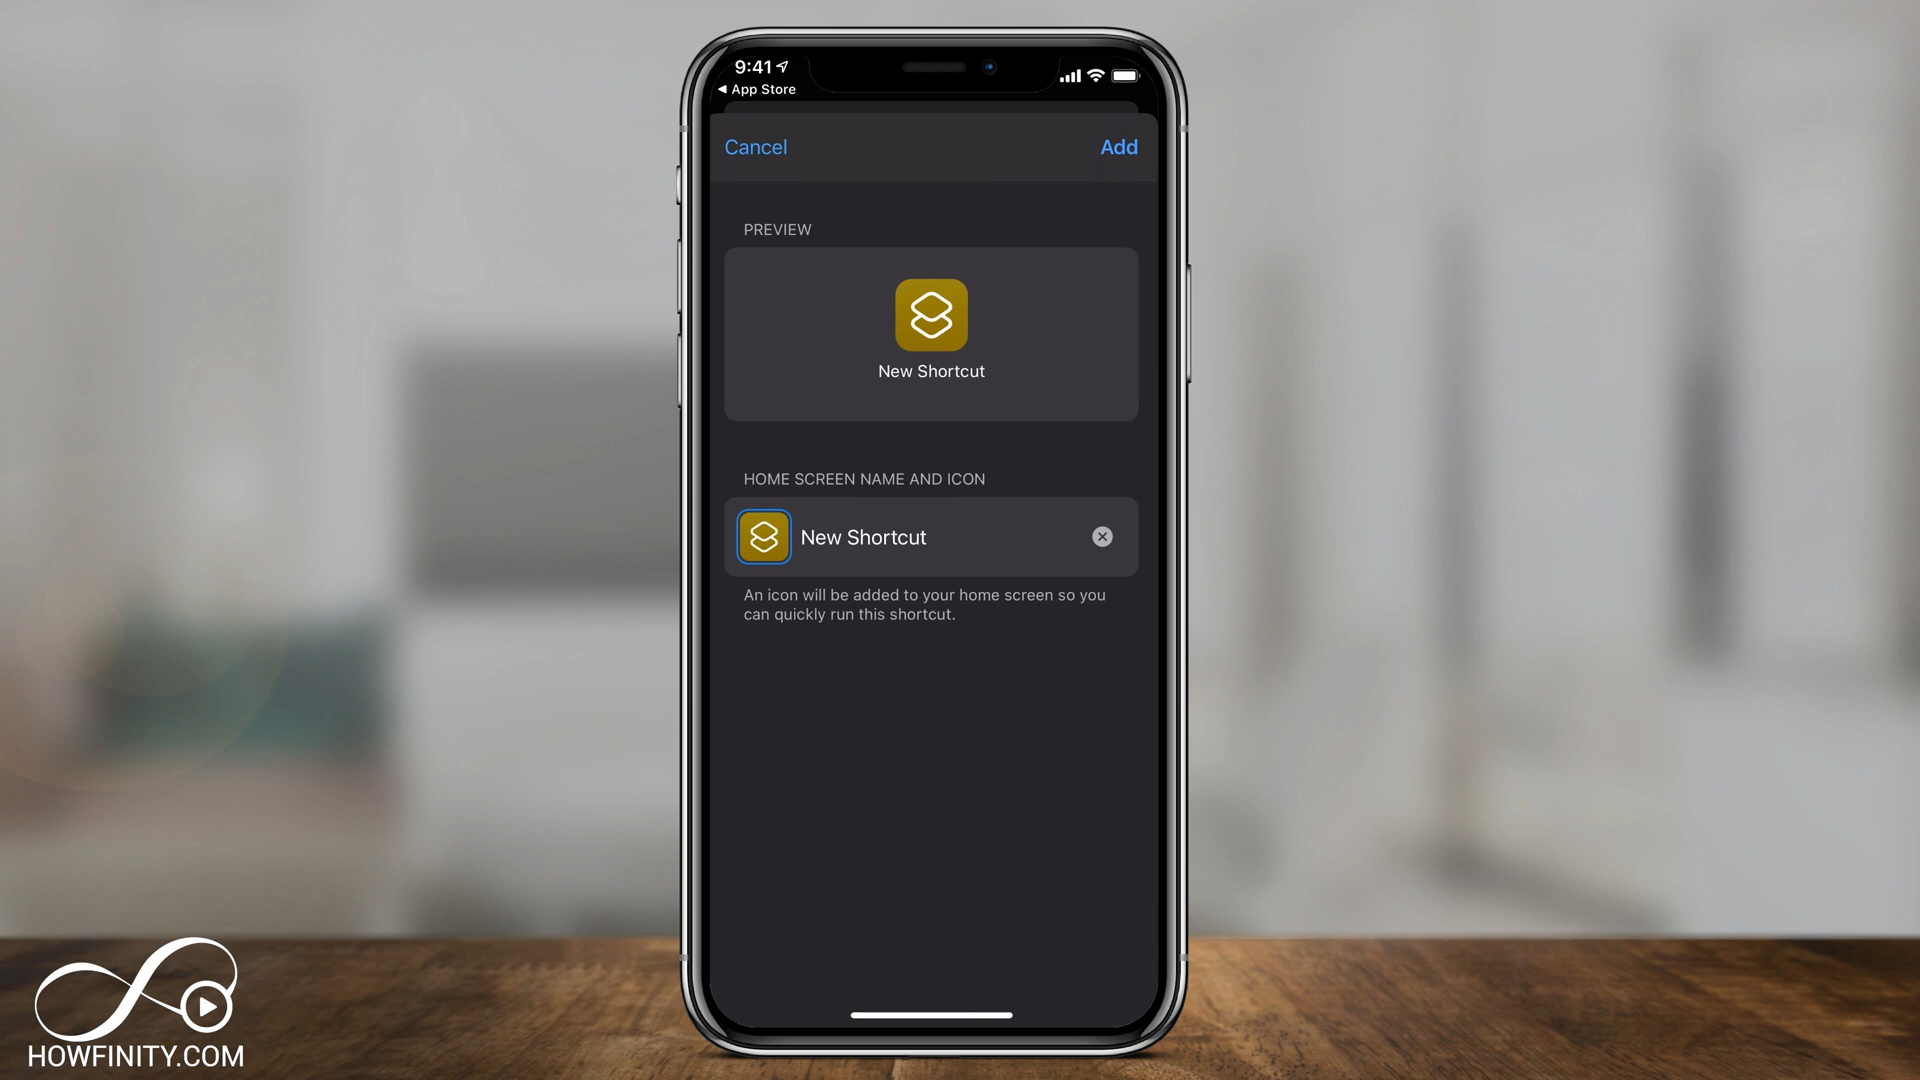 9:41
◀ App Store
Cancel
Add
PREVIEW
New Shortcut
HOME SCREEN NAME AND ICON
New Shortcut
An icon will be added to your home screen so you
can quickly run this shortcut.
HOWFINITY.COM